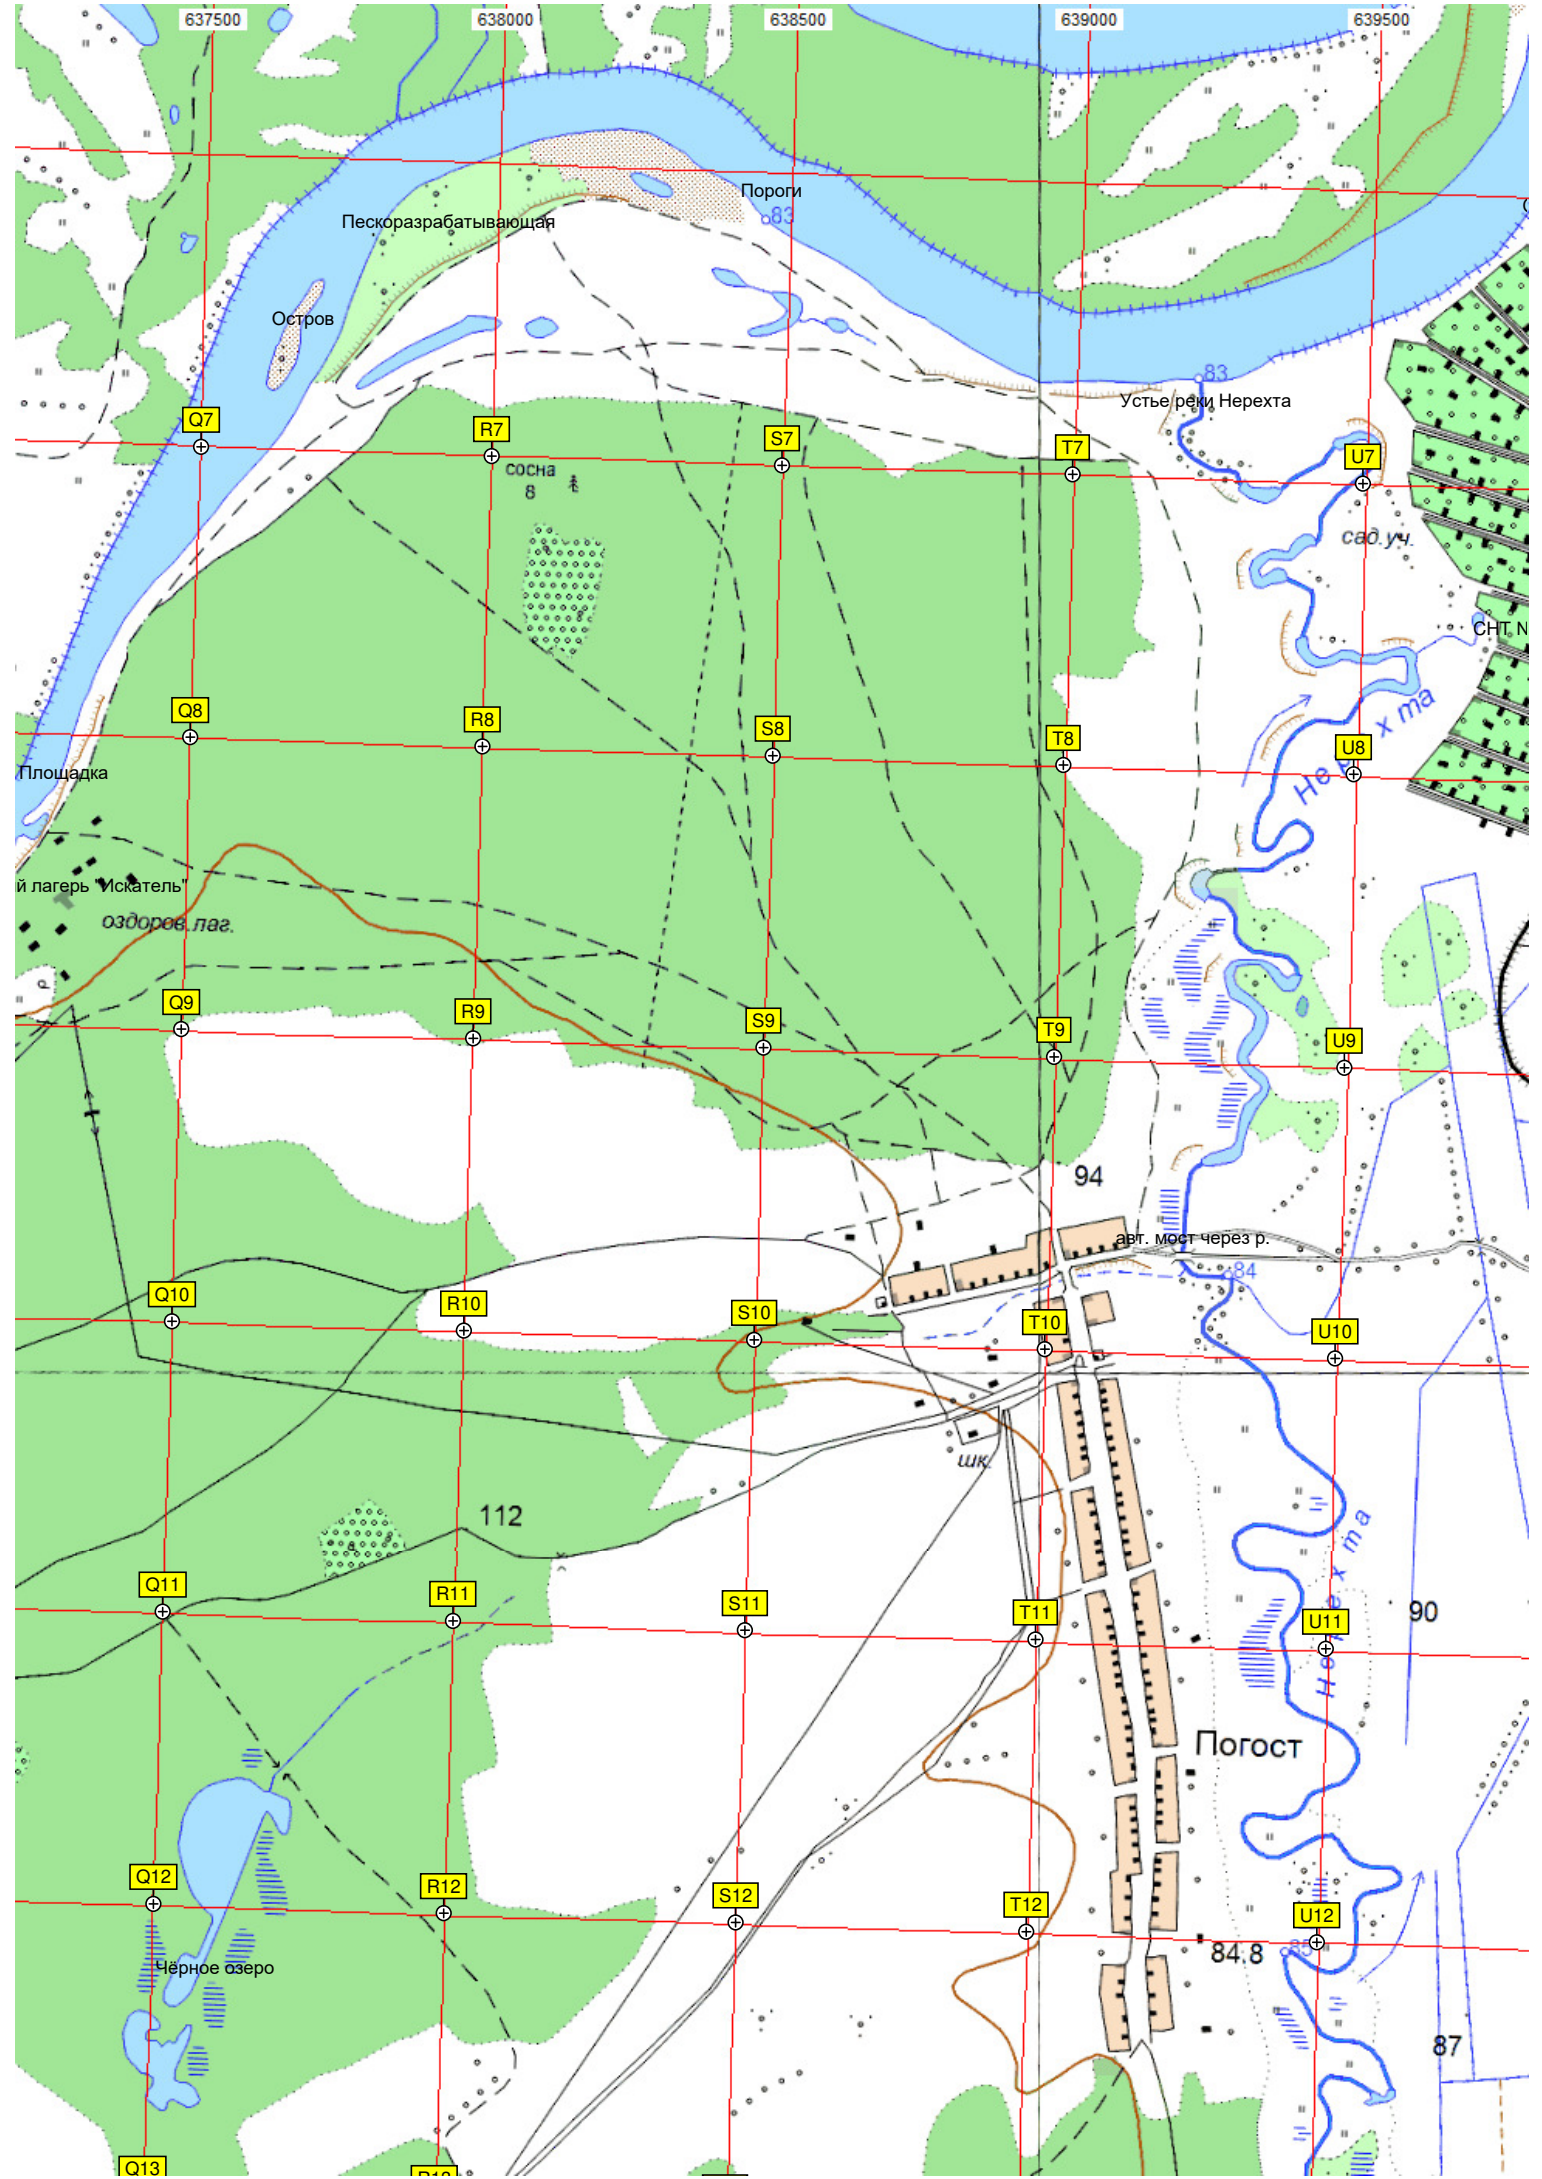 637500 638000 638500 639000 639500
Пороги
83
Пескоразрабатывающая
Остров
83
Устье реки Нерехта
Q7 R7 S7 T7 U7
сосна
8
сад.уч.
СНТ N
Q8 R8 S8 T8 U8
Площадка
й лагерь "Искатель"
оздоров.лаг.
Q9 R9 S9 T9 U9
94
авт. мост через р.
84
Q10 R10 S10 T10 U10
шк.
112
Q11 R11 S11 T11 U11
90
Погост
Q12 R12 S12 T12 U12
84.8
85
Чёрное озеро
87
Q13